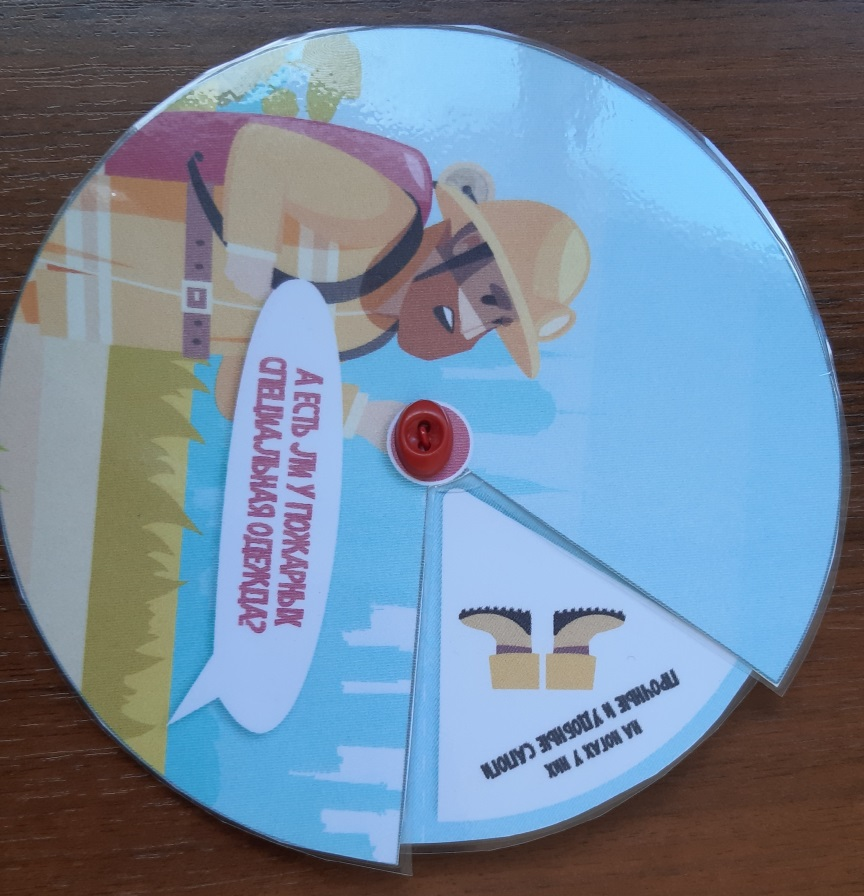 А ЕСТЬ ЛИ У ПОЖАРНЫХ
СПЕЦИАЛЬНАЯ ОДЕЖДА?
НА НОГАХ У НИХ
ПРОЧНЫЕ И УДОБНЫЕ САПОГИ